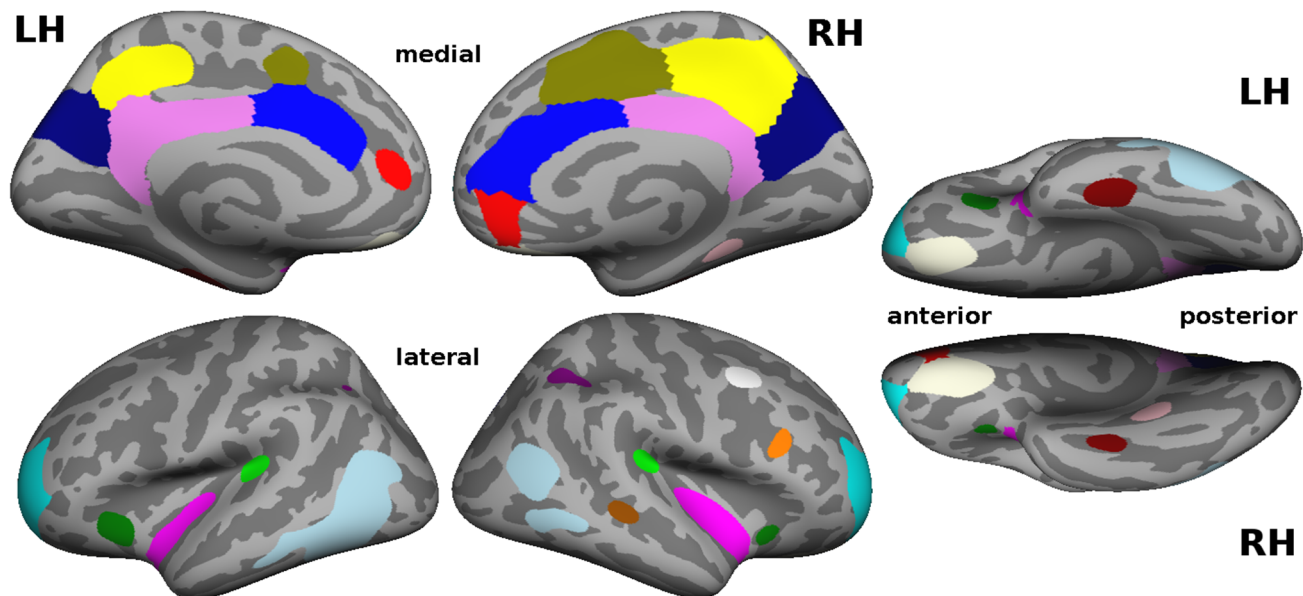 LH
medial
RH
LH
anterior
posterior
lateral
RH